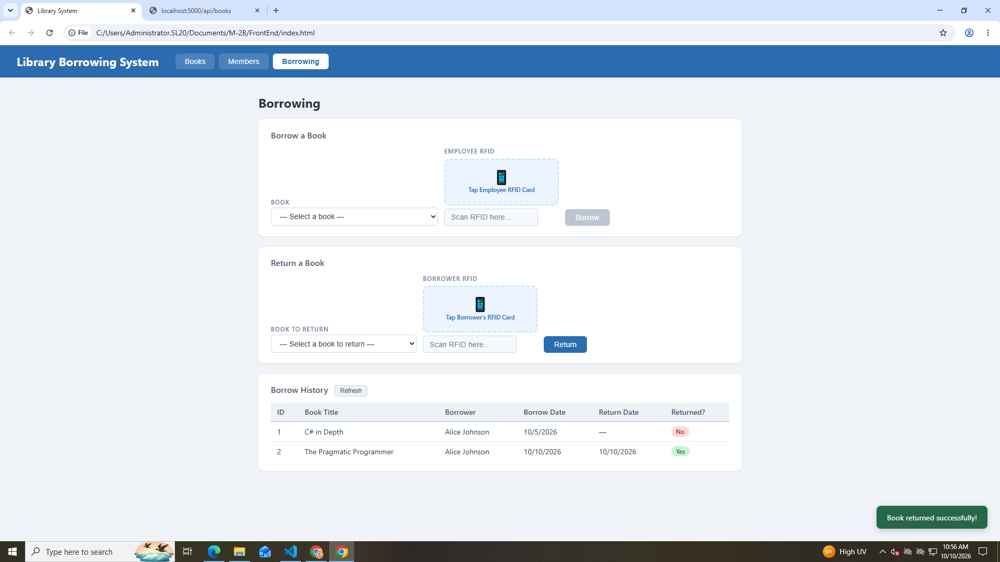 Library System
localhost:5000/api/books
File
C:/Users/Administrator.SL20/Documents/M-2B/FrontEnd/index.html
Library Borrowing System
Books
Members
Borrowing
Borrowing
Borrow a Book
EMPLOYEE RFID
Tap Employee RFID Card
BOOK
— Select a book —
Scan RFID here...
Borrow
Return a Book
BORROWER RFID
Tap Borrower's RFID Card
BOOK TO RETURN
— Select a book to return —
Scan RFID here...
Return
Borrow History
Refresh
ID Book Title Borrower Borrow Date Return Date Returned?
1 C# in Depth Alice Johnson 10/5/2026 — No
2 The Pragmatic Programmer Alice Johnson 10/10/2026 10/10/2026 Yes
Book returned successfully!
Type here to search
UV
High UV
10:56 AM
10/10/2026